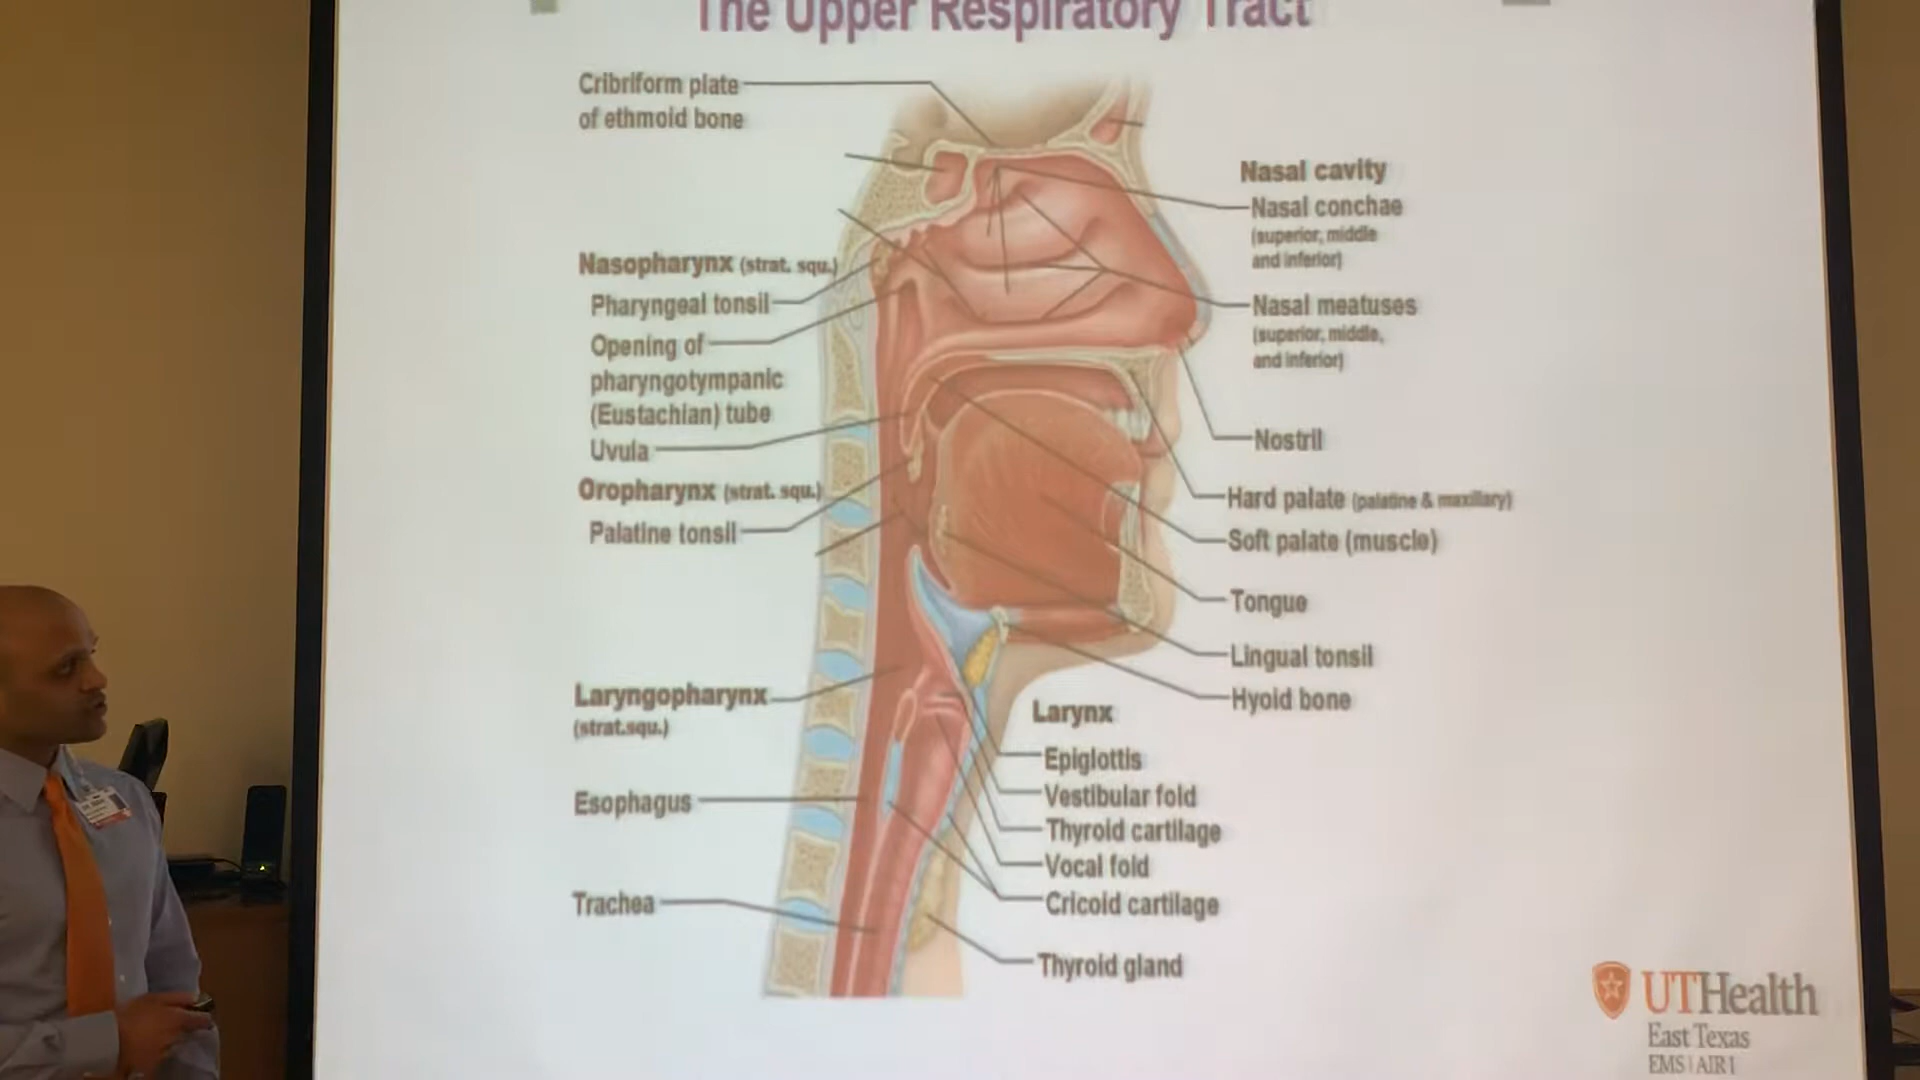 The Upper Respiratory Tract
Cribriform plate
of ethmoid bone
Nasopharynx (strat. squ.)
Pharyngeal tonsil
Opening of
pharyngotympanic
(Eustachian) tube
Uvula
Oropharynx (strat. squ.)
Palatine tonsil
Laryngopharynx
(strat.squ.)
Esophagus
Trachea
Nasal cavity
Nasal conchae
(superior, middle
and inferior)
Nasal meatuses
(superior, middle,
and inferior)
Nostril
Hard palate (palatine & maxillary)
Soft palate (muscle)
Tongue
Lingual tonsil
Hyoid bone
Larynx
Epiglottis
Vestibular fold
Thyroid cartilage
Vocal fold
Cricoid cartilage
Thyroid gland
UTHealth
East Texas
EMS | AIR 1